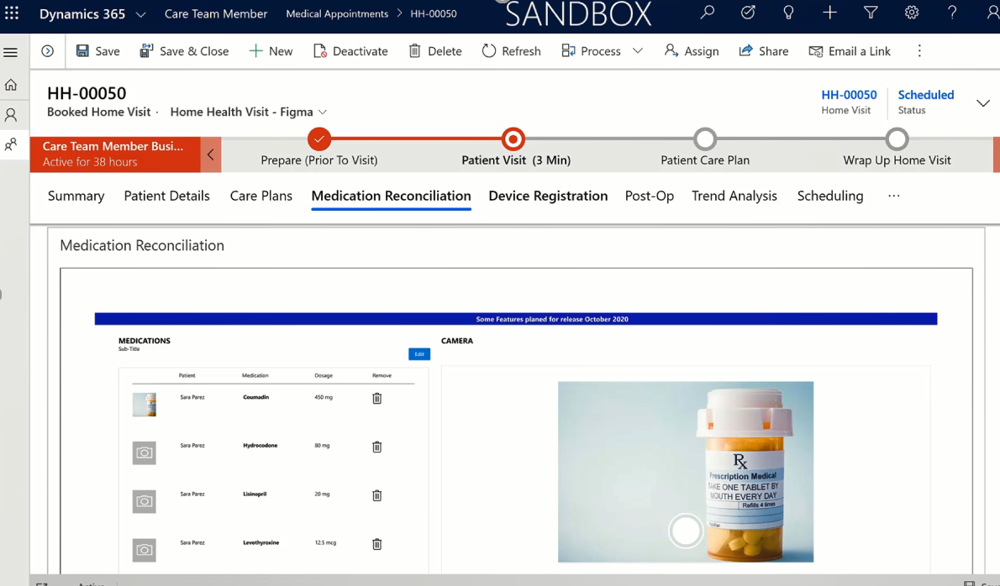 Dynamics 365 Care Team Member Medical Appointments HH-00050 SANDBOX
Save Save & Close New Deactivate Delete Refresh Process Assign Share Email a Link
HH-00050
Booked Home Visit · Home Health Visit - Figma
HH-00050 Scheduled
Home Visit Status
Care Team Member Busi...
Active for 38 hours
Prepare (Prior To Visit) Patient Visit (3 Min) Patient Care Plan Wrap Up Home Visit
Summary Patient Details Care Plans Medication Reconciliation Device Registration Post-Op Trend Analysis Scheduling ...
Medication Reconciliation
Some Features planed for release October 2020
MEDICATIONS
Sub-Title
Edit
CAMERA
Patient Medication Dosage Remove
Sara Parez Coumadin 450 mg
Sara Parez Hydrocodone 80 mg
Sara Parez Lisinopril 20 mg
Sara Parez Levothyroxine 12.5 mcg
Rx
Prescription Medical
TAKE ONE TABLET BY
MOUTH EVERY DAY
Refills 4 times